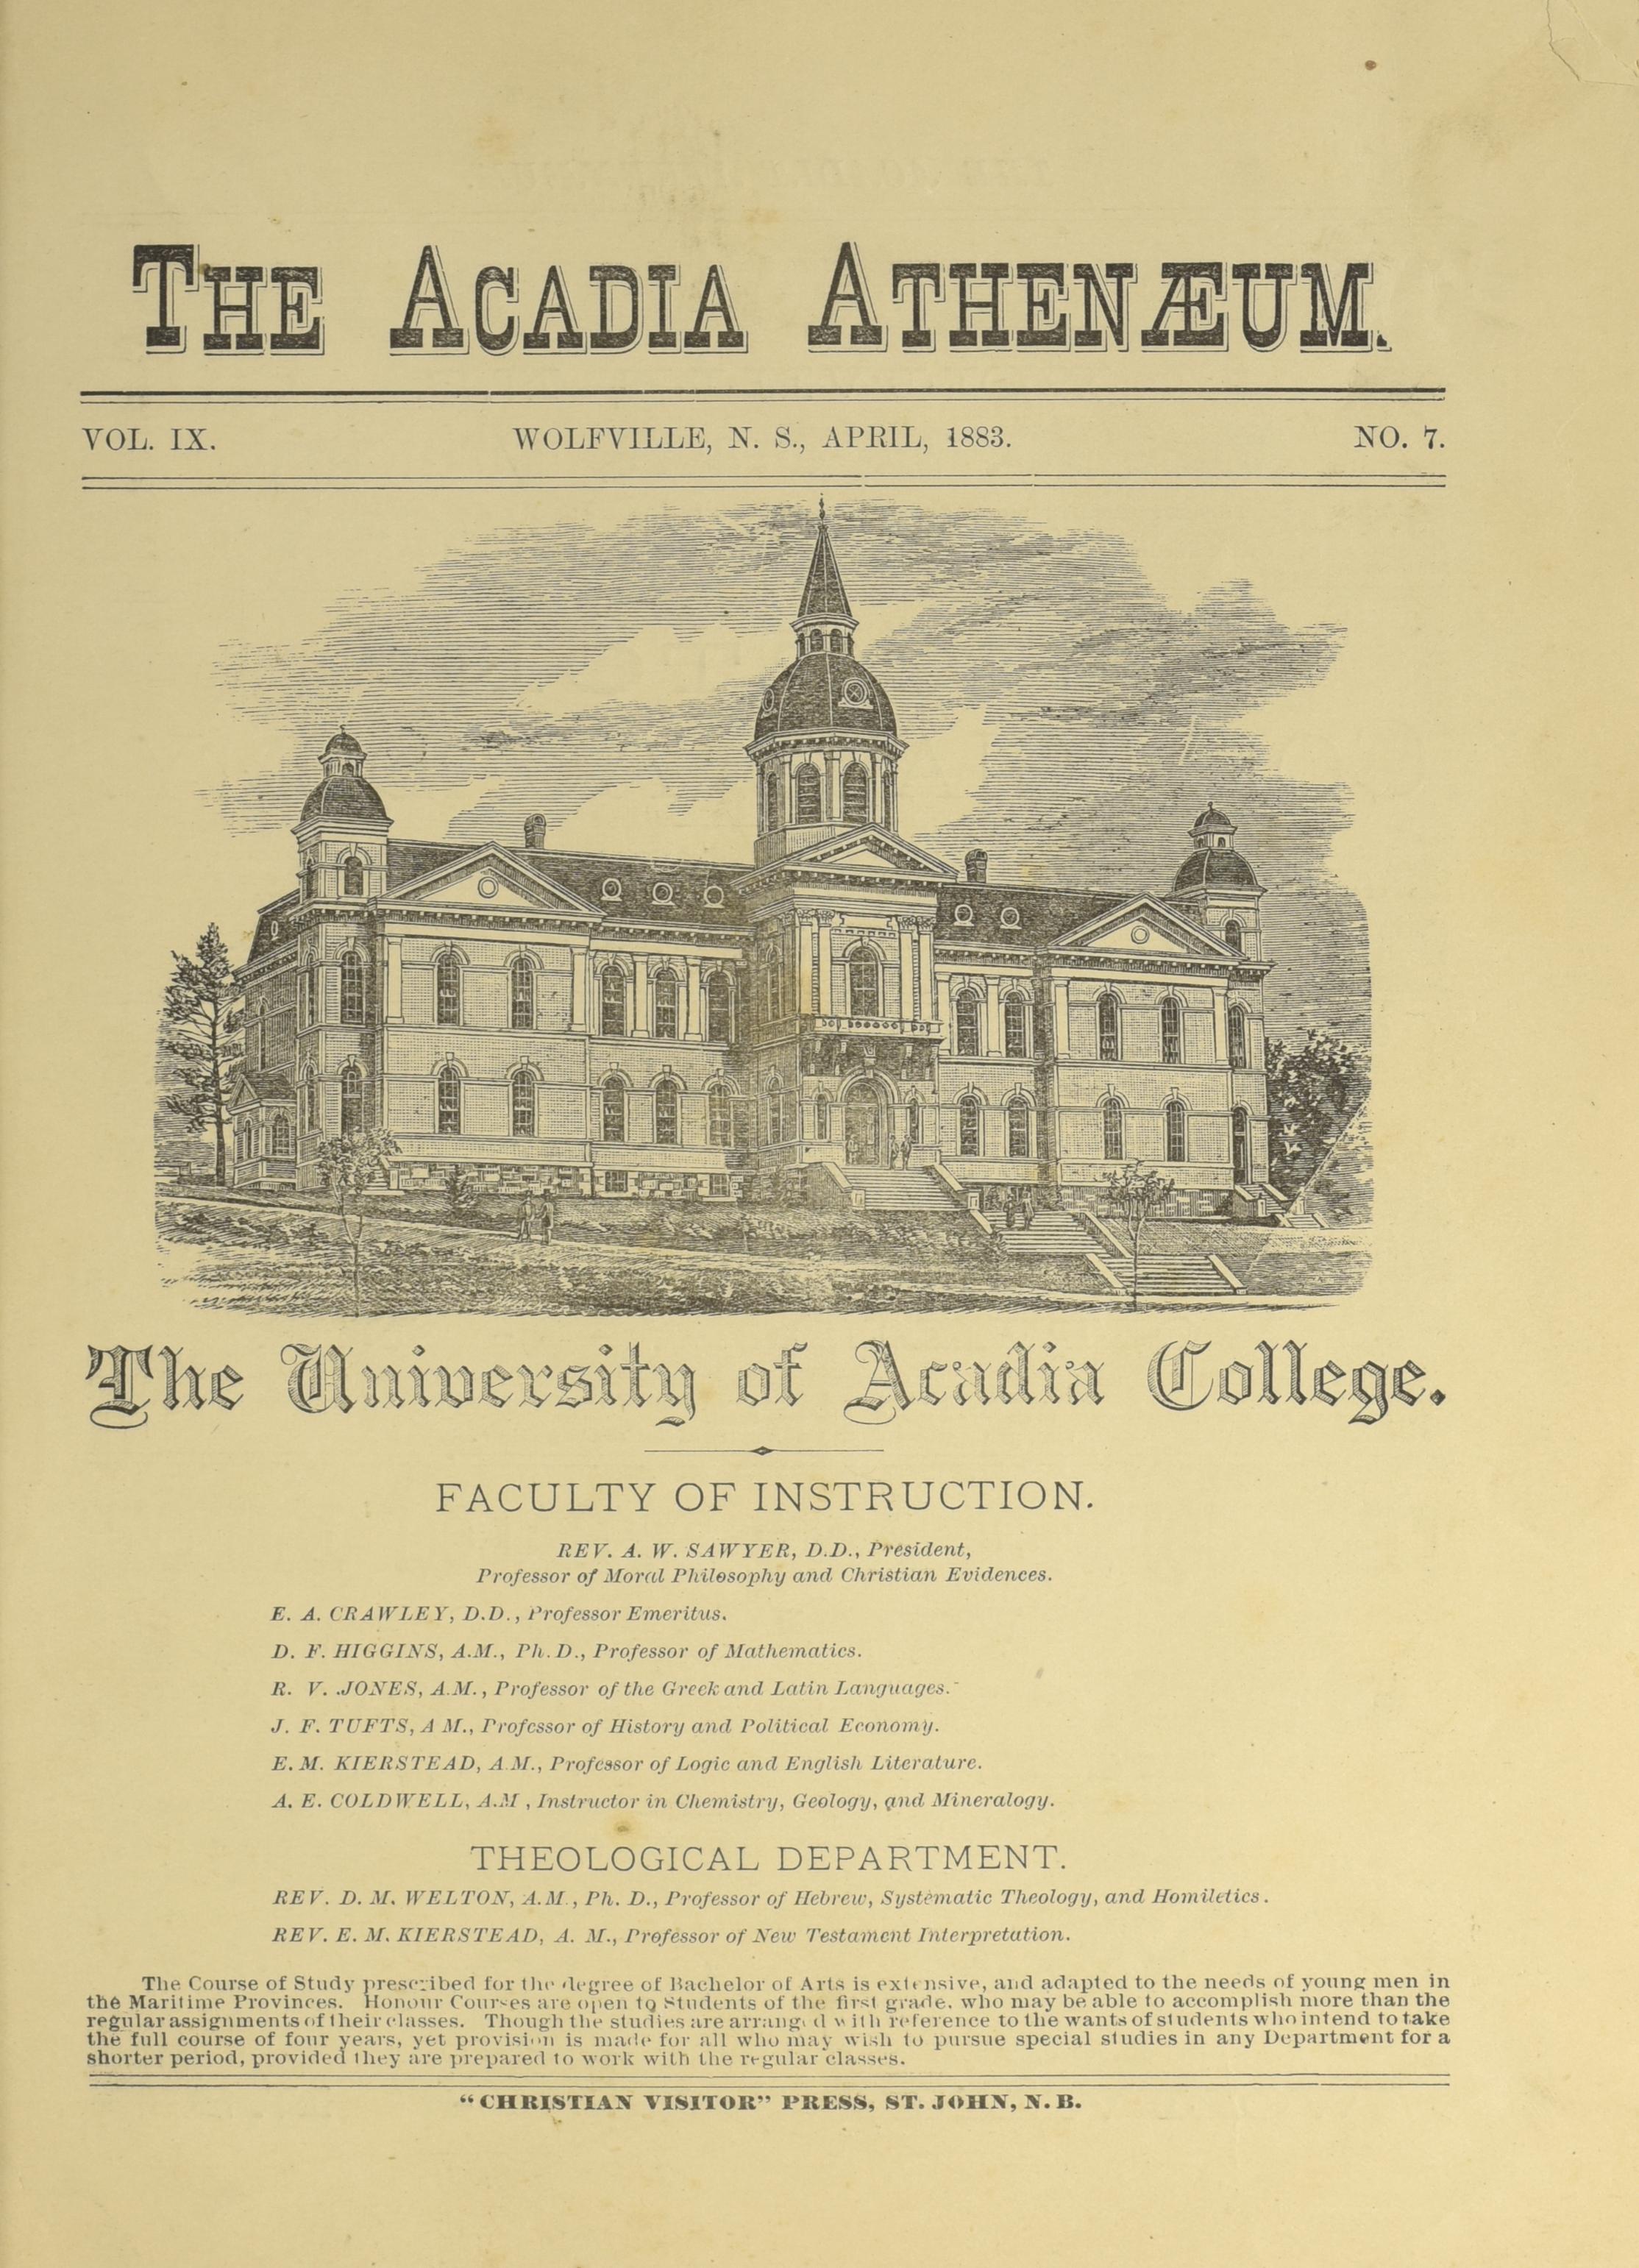 THE ACADIA ATHENÆUM.
VOL. IX. WOLFVILLE, N. S., APRIL, 1883. NO. 7.
The University of Acadia College.
FACULTY OF INSTRUCTION.
REV. A. W. SAWYER, D.D., President,
Professor of Moral Philosophy and Christian Evidences.
E. A. CRAWLEY, D.D., Professor Emeritus.
D. F. HIGGINS, A.M., Ph. D., Professor of Mathematics.
R. V. JONES, A.M., Professor of the Greek and Latin Languages.
J. F. TUFTS, A M., Professor of History and Political Economy.
E. M. KIERSTEAD, A.M., Professor of Logic and English Literature.
A. E. COLDWELL, A.M , Instructor in Chemistry, Geology, and Mineralogy.
THEOLOGICAL DEPARTMENT.
REV. D. M. WELTON, A.M., Ph. D., Professor of Hebrew, Systematic Theology, and Homiletics.
REV. E. M. KIERSTEAD, A. M., Professor of New Testament Interpretation.
The Course of Study prescribed for the degree of Bachelor of Arts is extensive, and adapted to the needs of young men in
the Maritime Provinces. Honour Courses are open to Students of the first grade. who may be able to accomplish more than the
regular assignments of their classes. Though the studies are arranged with reference to the wants of students who intend to take
the full course of four years, yet provision is made for all who may wish to pursue special studies in any Department for a
shorter period, provided they are prepared to work with the regular classes.
"CHRISTIAN VISITOR" PRESS, ST. JOHN, N. B.